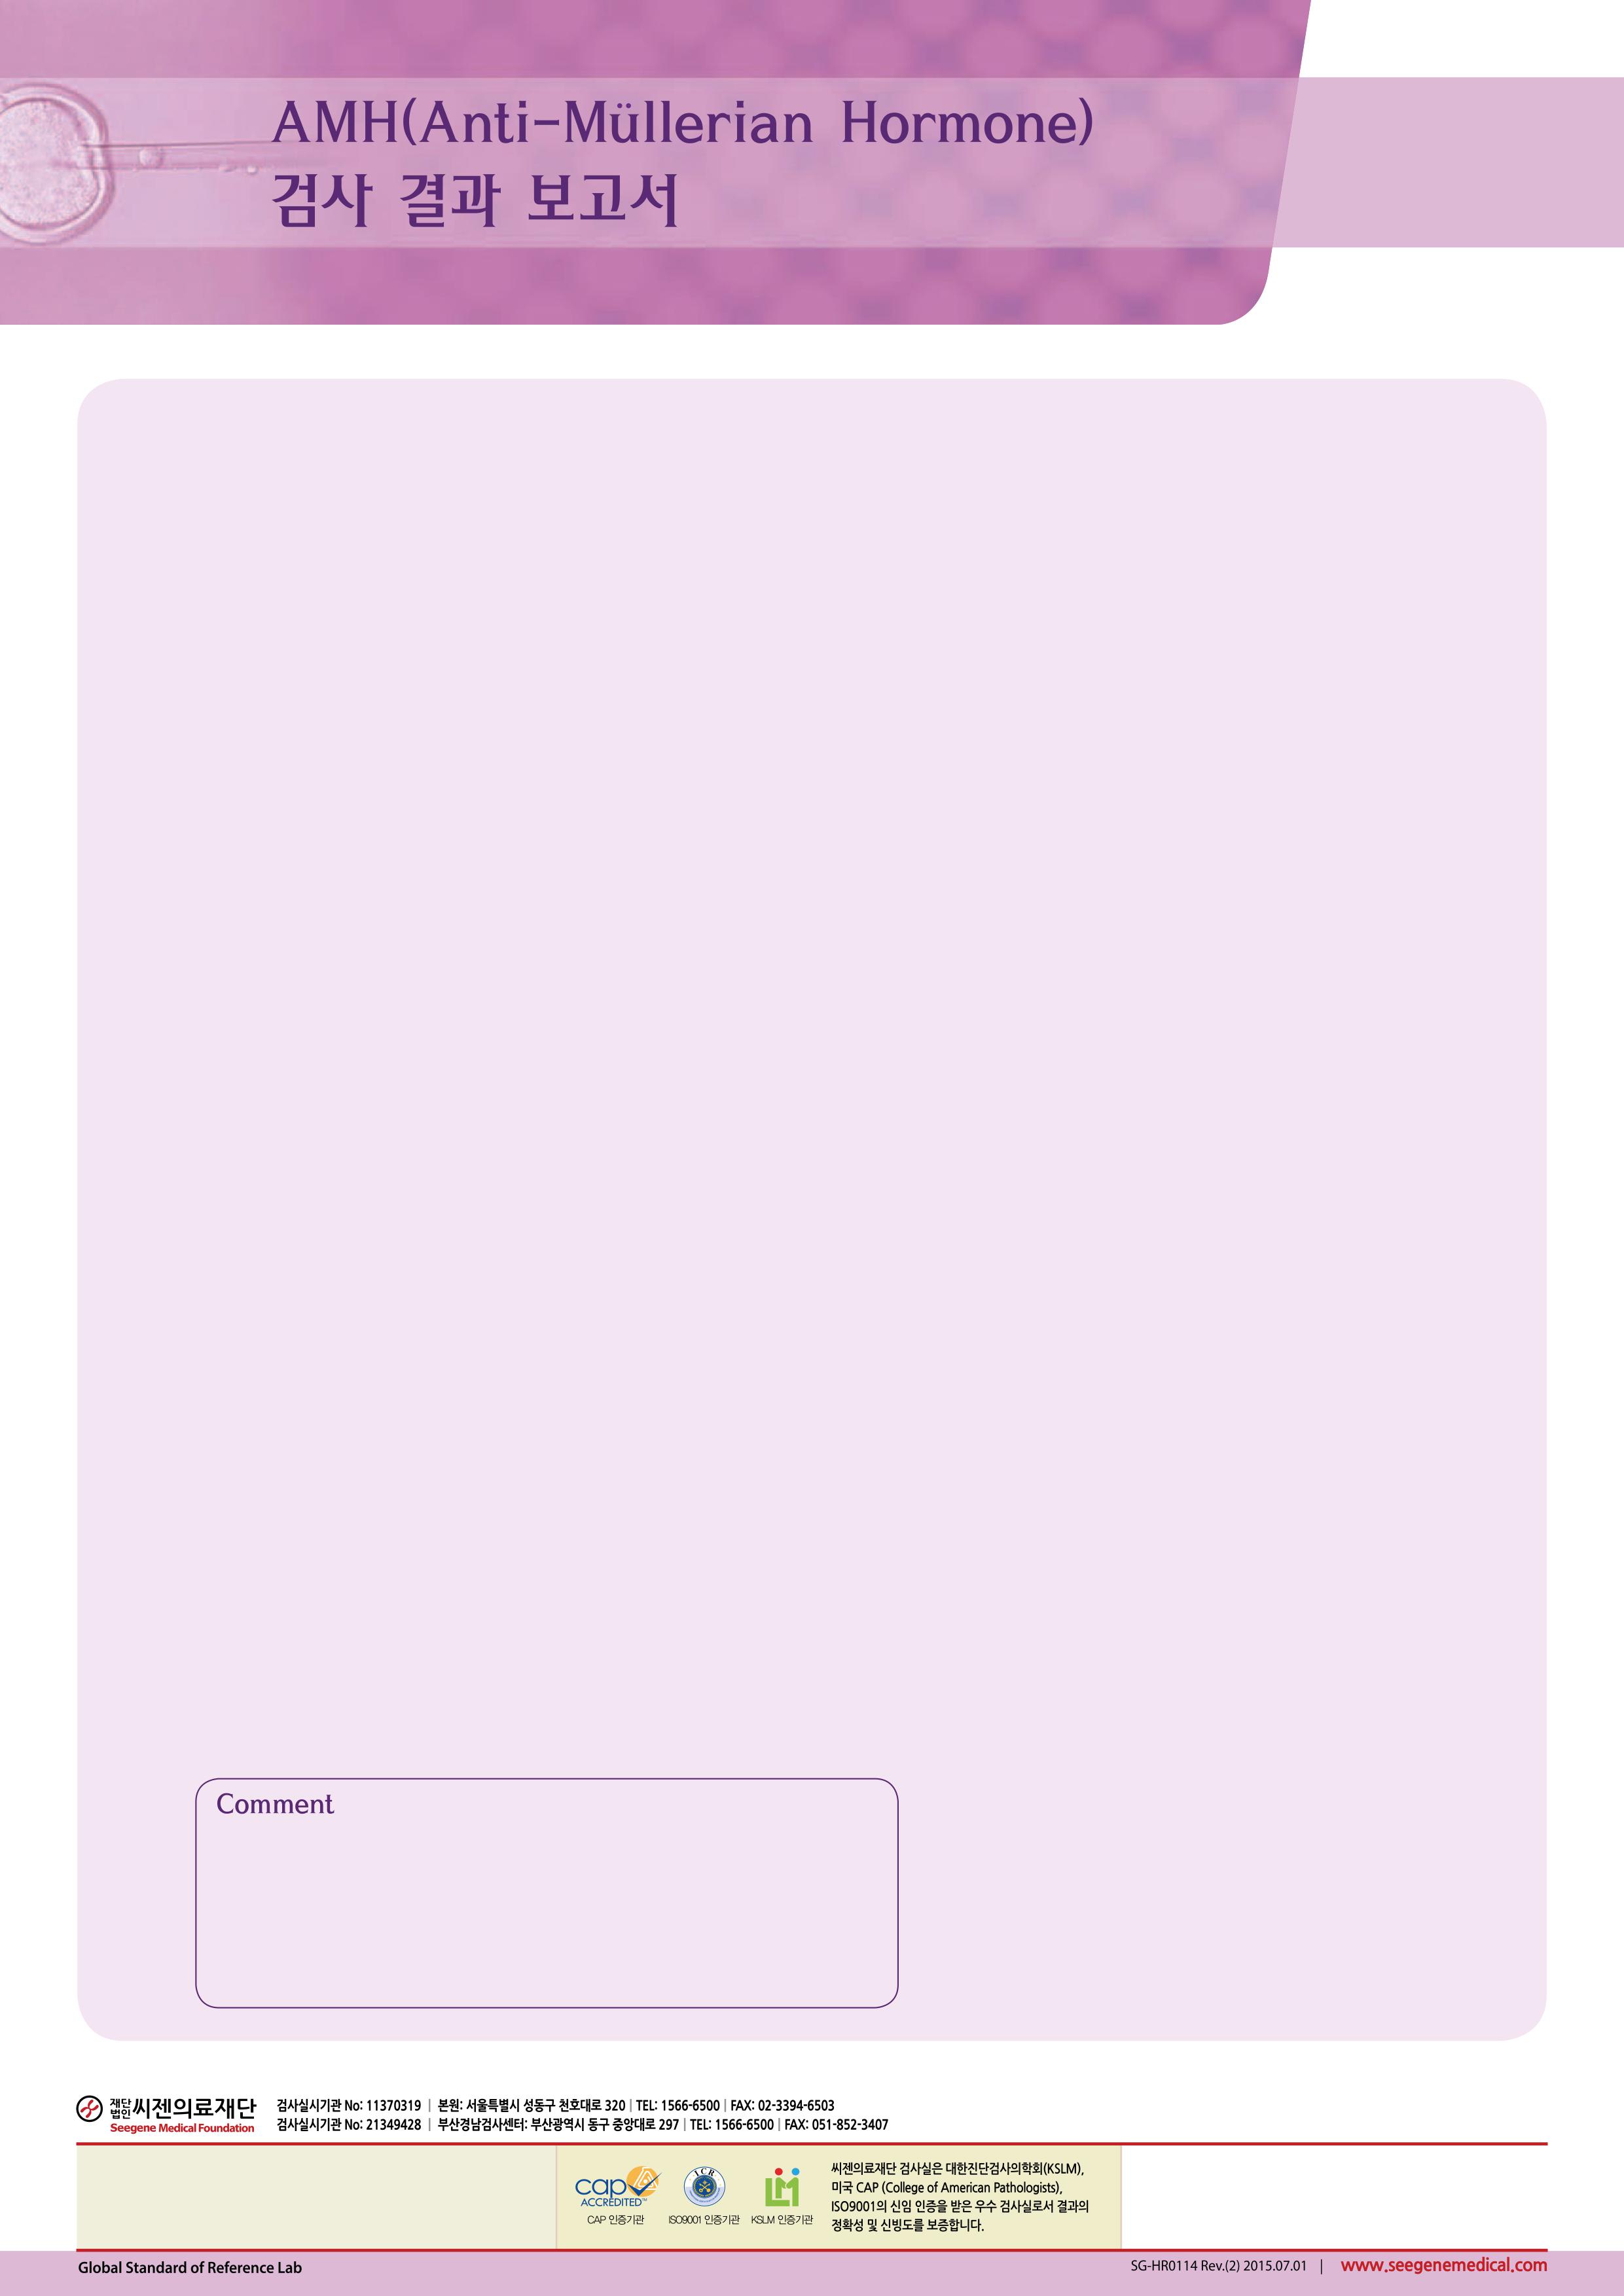 AMH(Anti-Müllerian Hormone)
검사 결과 보고서
Comment
재단법인 씨젠의료재단
Seegene Medical Foundation
검사실시기관 No: 11370319 | 본원: 서울특별시 성동구 천호대로 320 | TEL: 1566-6500 | FAX: 02-3394-6503
검사실시기관 No: 21349428 | 부산경남검사센터: 부산광역시 동구 중앙대로 297 | TEL: 1566-6500 | FAX: 051-852-3407
cap
ACCREDITED™
CAP 인증기관
ICR
ISO9001 인증기관
LM
KSLM 인증기관
씨젠의료재단 검사실은 대한진단검사의학회(KSLM),
미국 CAP (College of American Pathologists),
ISO9001의 신임 인증을 받은 우수 검사실로서 결과의
정확성 및 신빙도를 보증합니다.
Global Standard of Reference Lab
SG-HR0114 Rev.(2) 2015.07.01 | www.seegenemedical.com